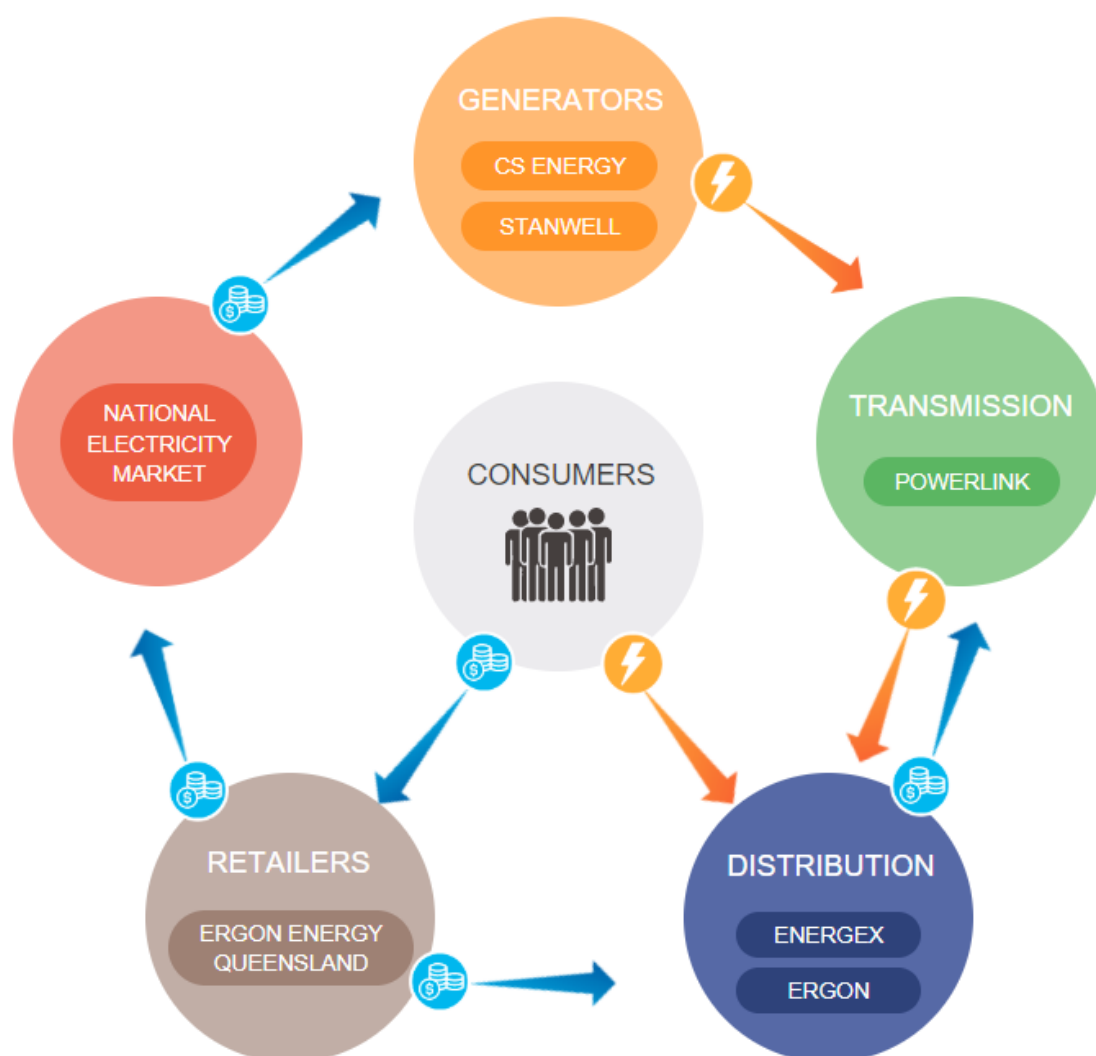 GENERATORS
CS ENERGY
STANWELL
NATIONAL
ELECTRICITY
MARKET
TRANSMISSION
POWERLINK
CONSUMERS
RETAILERS
ERGON ENERGY
QUEENSLAND
DISTRIBUTION
ENERGEX
ERGON
$
$
$
$
$